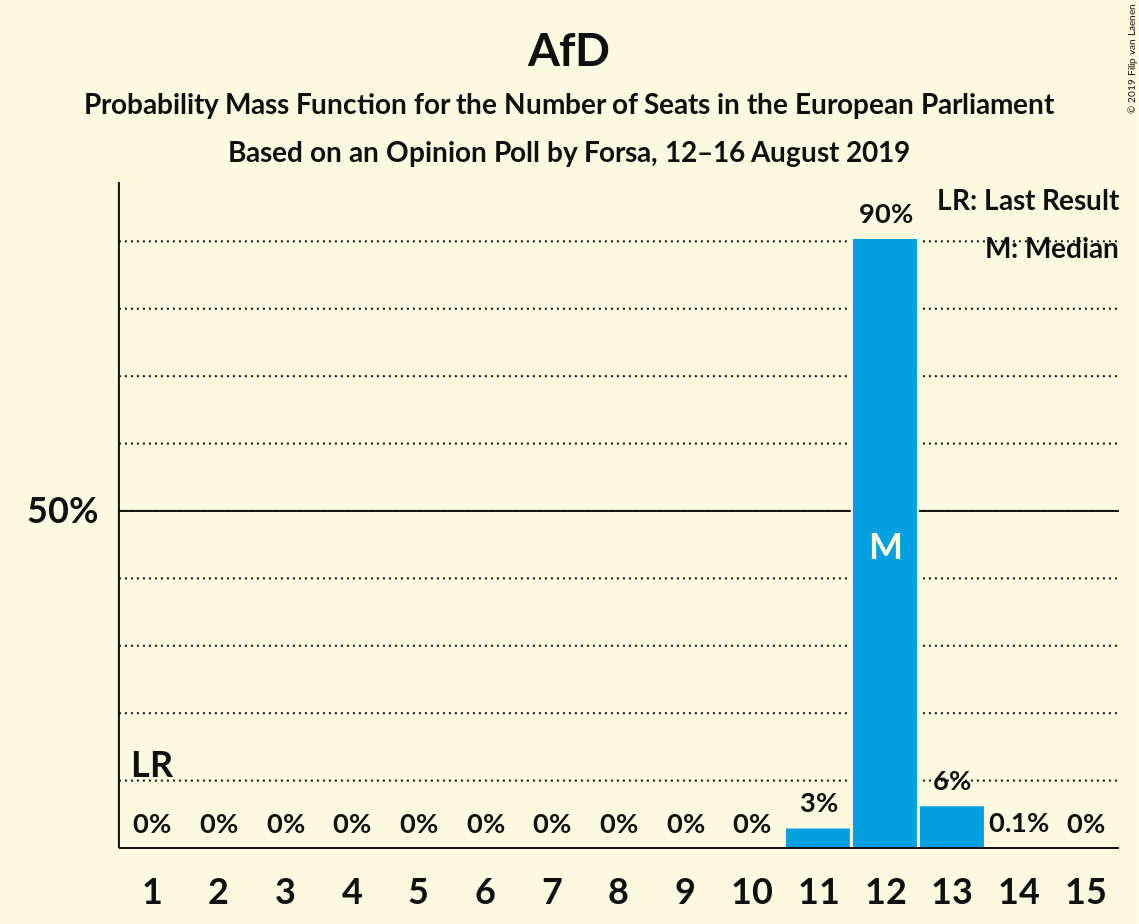 © 2019 Filip van Laenen
AfD
Probability Mass Function for the Number of Seats in the European Parliament
Based on an Opinion Poll by Forsa, 12–16 August 2019
LR: Last Result
M: Median
90%
50%
M
LR
0% 0% 0% 0% 0% 0% 0% 0% 0% 0% 3% 6% 0.1% 0%
1 2 3 4 5 6 7 8 9 10 11 12 13 14 15